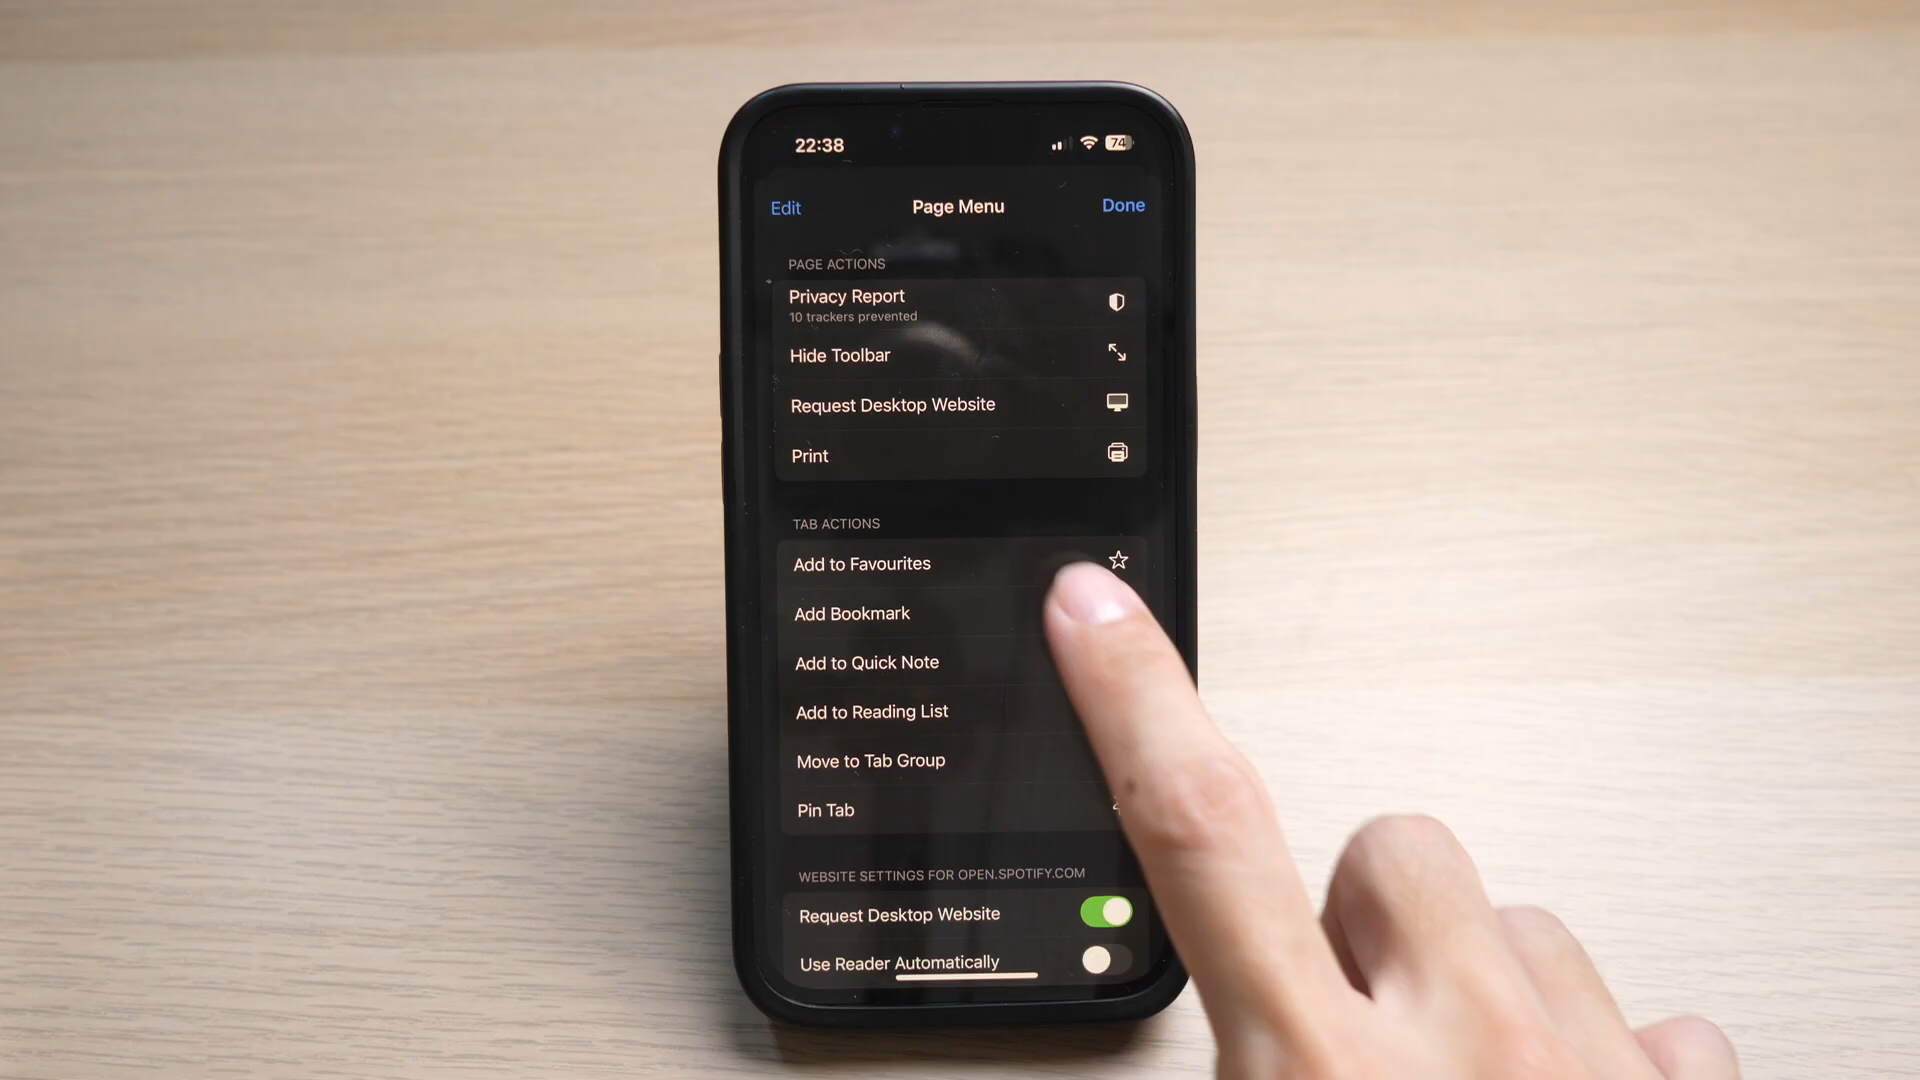 22:38
74
Edit
Page Menu
Done
PAGE ACTIONS
Privacy Report
10 trackers prevented
Hide Toolbar
Request Desktop Website
Print
TAB ACTIONS
Add to Favourites
Add Bookmark
Add to Quick Note
Add to Reading List
Move to Tab Group
Pin Tab
WEBSITE SETTINGS FOR OPEN.SPOTIFY.COM
Request Desktop Website
Use Reader Automatically